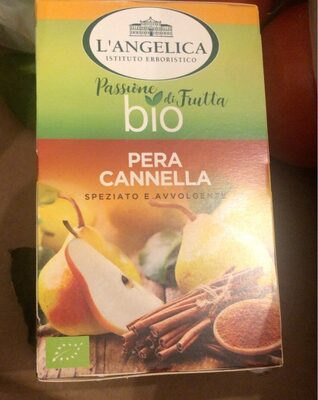 L'ANGELICA
ISTITUTO ERBORISTICO
Passione di Frutta
bio
PERA
CANNELLA
SPEZIATO E AVVOLGENTE